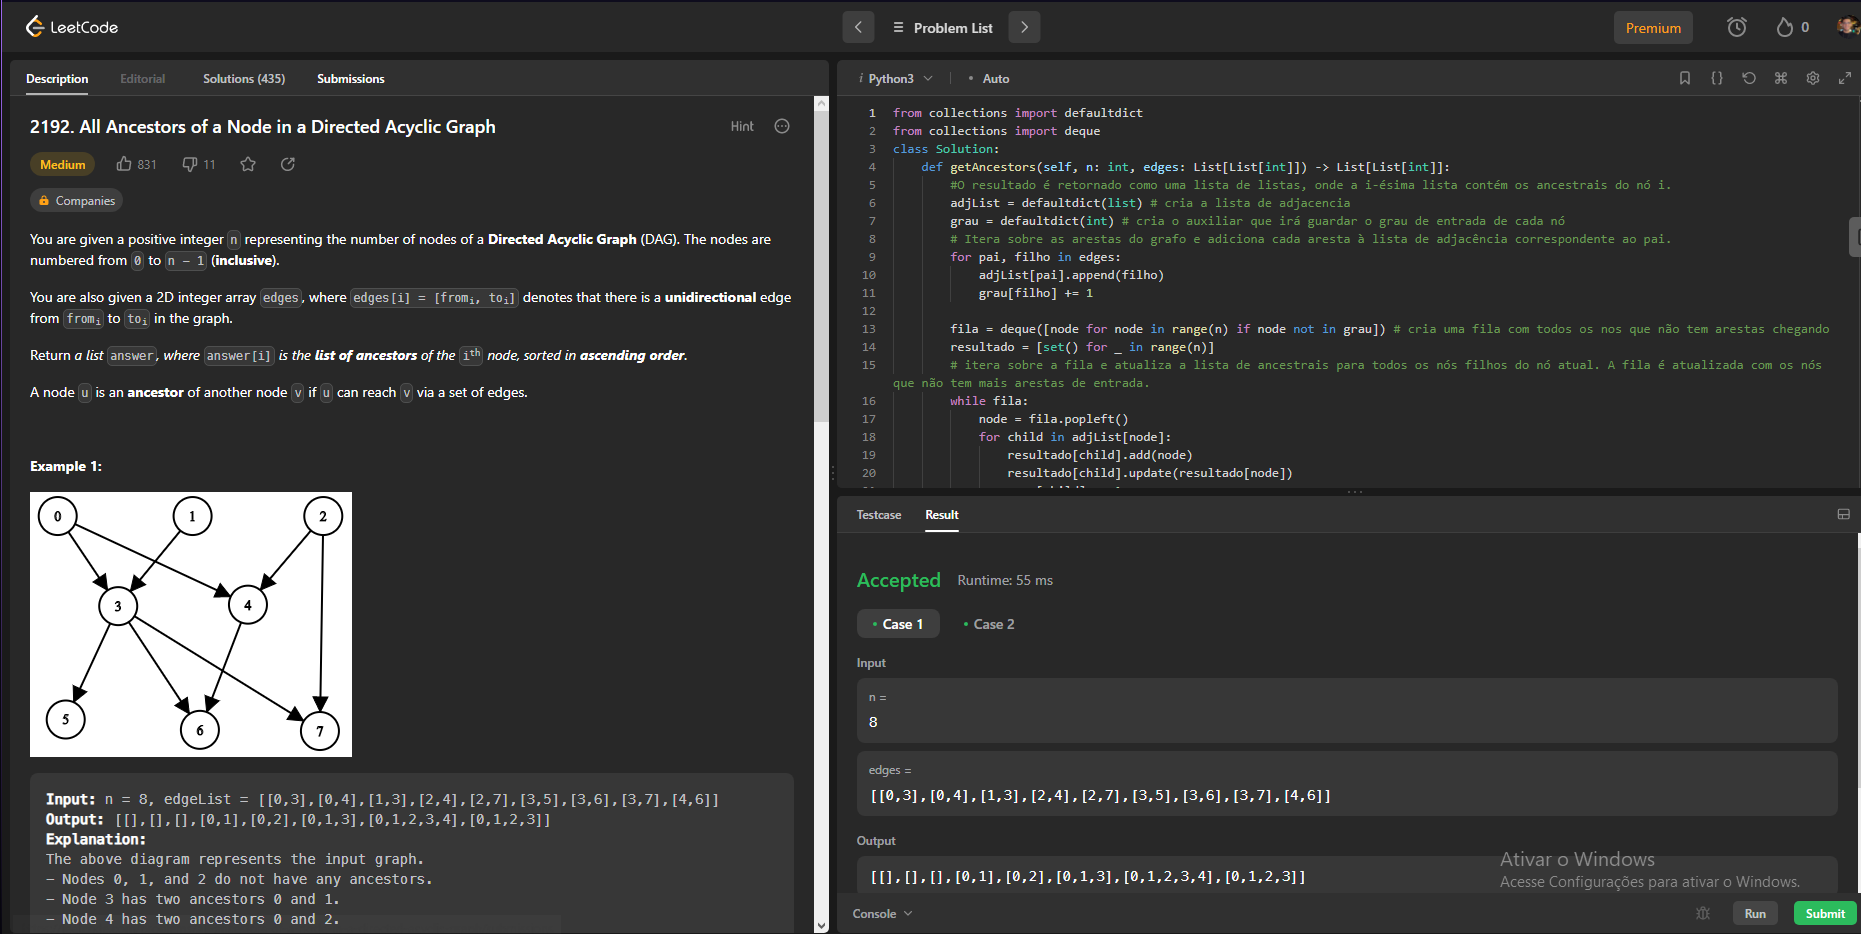 LeetCode
Problem List
Premium
0
Description Editorial Solutions (435) Submissions
2192. All Ancestors of a Node in a Directed Acyclic Graph
Hint
Medium 831 11
Companies
You are given a positive integer n representing the number of nodes of a Directed Acyclic Graph (DAG). The nodes are
numbered from 0 to n - 1 (inclusive).
You are also given a 2D integer array edges, where edges[i] = [fromi, toi] denotes that there is a unidirectional edge
from fromi to toi in the graph.
Return a list answer, where answer[i] is the list of ancestors of the ith node, sorted in ascending order.
A node u is an ancestor of another node v if u can reach v via a set of edges.
Example 1:
0 1 2
3 4
5 6 7
Input: n = 8, edgeList = [[0,3],[0,4],[1,3],[2,4],[2,7],[3,5],[3,6],[3,7],[4,6]]
Output: [[],[],[],[0,1],[0,2],[0,1,3],[0,1,2,3,4],[0,1,2,3]]
Explanation:
The above diagram represents the input graph.
- Nodes 0, 1, and 2 do not have any ancestors.
- Node 3 has two ancestors 0 and 1.
- Node 4 has two ancestors 0 and 2.
i Python3 • Auto
1 from collections import defaultdict
2 from collections import deque
3 class Solution:
4 def getAncestors(self, n: int, edges: List[List[int]]) -> List[List[int]]:
5 #O resultado é retornado como uma lista de listas, onde a i-ésima lista contém os ancestrais do nó i.
6 adjList = defaultdict(list) # cria a lista de adjacencia
7 grau = defaultdict(int) # cria o auxiliar que irá guardar o grau de entrada de cada nó
8 # Itera sobre as arestas do grafo e adiciona cada aresta à lista de adjacência correspondente ao pai.
9 for pai, filho in edges:
10 adjList[pai].append(filho)
11 grau[filho] += 1
12
13 fila = deque([node for node in range(n) if node not in grau]) # cria uma fila com todos os nos que não tem arestas chegando
14 resultado = [set() for _ in range(n)]
15 # itera sobre a fila e atualiza a lista de ancestrais para todos os nós filhos do nó atual. A fila é atualizada com os nós
que não tem mais arestas de entrada.
16 while fila:
17 node = fila.popleft()
18 for child in adjList[node]:
19 resultado[child].add(node)
20 resultado[child].update(resultado[node])
Testcase Result
Accepted Runtime: 55 ms
• Case 1 • Case 2
Input
n =
8
edges =
[[0,3],[0,4],[1,3],[2,4],[2,7],[3,5],[3,6],[3,7],[4,6]]
Output
[[],[],[],[0,1],[0,2],[0,1,3],[0,1,2,3,4],[0,1,2,3]]
Ativar o Windows
Acesse Configurações para ativar o Windows.
Console
Run
Submit